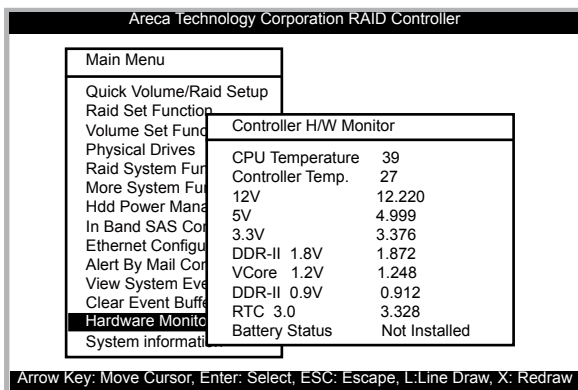 Areca Technology Corporation RAID Controller
Main Menu
Quick Volume/Raid Setup
Raid Set Function
Volume Set Func
Physical Drives
Raid System Fun
More System Fu
Hdd Power Mana
In Band SAS Con
Ethernet Configu
Alert By Mail Con
View System Eve
Clear Event Buffe
Hardware Monito
System informati
Controller H/W Monitor
CPU Temperature 39
Controller Temp. 27
12V 12.220
5V 4.999
3.3V 3.376
DDR-II 1.8V 1.872
VCore 1.2V 1.248
DDR-II 0.9V 0.912
RTC 3.0 3.328
Battery Status Not Installed
Arrow Key: Move Cursor, Enter: Select, ESC: Escape, L:Line Draw, X: Redraw